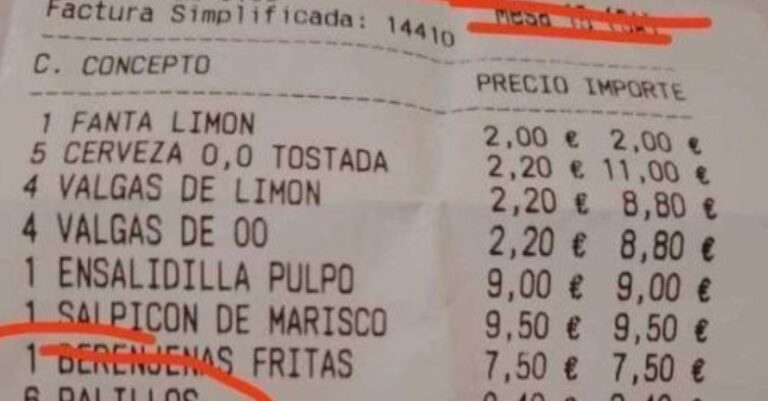 Factura Simplificada: 14410
Mesa
C. CONCEPTO PRECIO IMPORTE
1 FANTA LIMON 2,00 € 2,00 €
5 CERVEZA 0,0 TOSTADA 2,20 € 11,00 €
4 VALGAS DE LIMON 2,20 € 8,80 €
4 VALGAS DE 00 2,20 € 8,80 €
1 ENSALIDILLA PULPO 9,00 € 9,00 €
1 SALPICON DE MARISCO 9,50 € 9,50 €
1 BERENJENAS FRITAS 7,50 € 7,50 €
6 PALILLOS